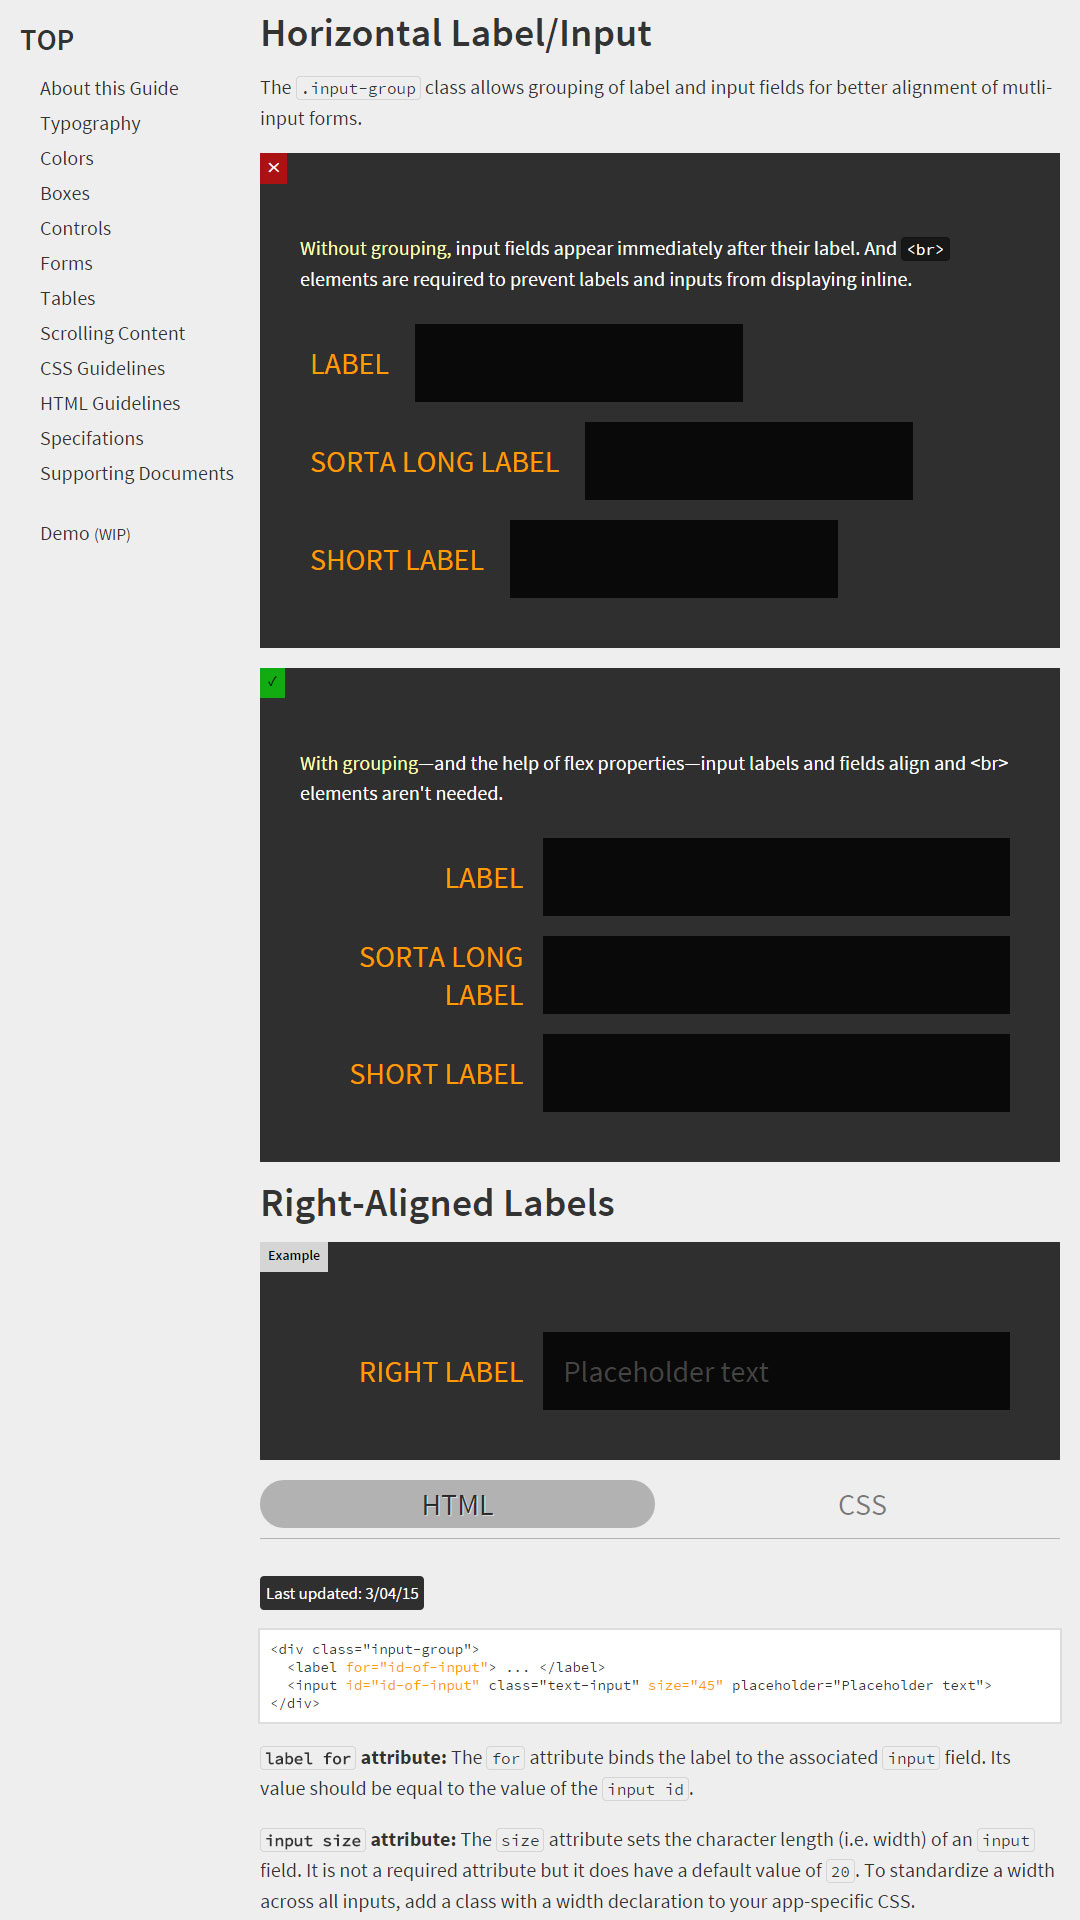 TOP
About this Guide
Typography
Colors
Boxes
Controls
Forms
Tables
Scrolling Content
CSS Guidelines
HTML Guidelines
Specifations
Supporting Documents
Demo (WIP)
Horizontal Label/Input
The .input-group class allows grouping of label and input fields for better alignment of mutli-
input forms.
✕
Without grouping, input fields appear immediately after their label. And <br>
elements are required to prevent labels and inputs from displaying inline.
LABEL
SORTA LONG LABEL
SHORT LABEL
✓
With grouping—and the help of flex properties—input labels and fields align and <br>
elements aren't needed.
LABEL
SORTA LONG
LABEL
SHORT LABEL
Right-Aligned Labels
Example
RIGHT LABEL Placeholder text
HTML CSS
Last updated: 3/04/15
<div class="input-group">
  <label for="id-of-input"> ... </label>
  <input id="id-of-input" class="text-input" size="45" placeholder="Placeholder text">
</div>
label for attribute: The for attribute binds the label to the associated input field. Its
value should be equal to the value of the input id.
input size attribute: The size attribute sets the character length (i.e. width) of an input
field. It is not a required attribute but it does have a default value of 20. To standardize a width
across all inputs, add a class with a width declaration to your app-specific CSS.